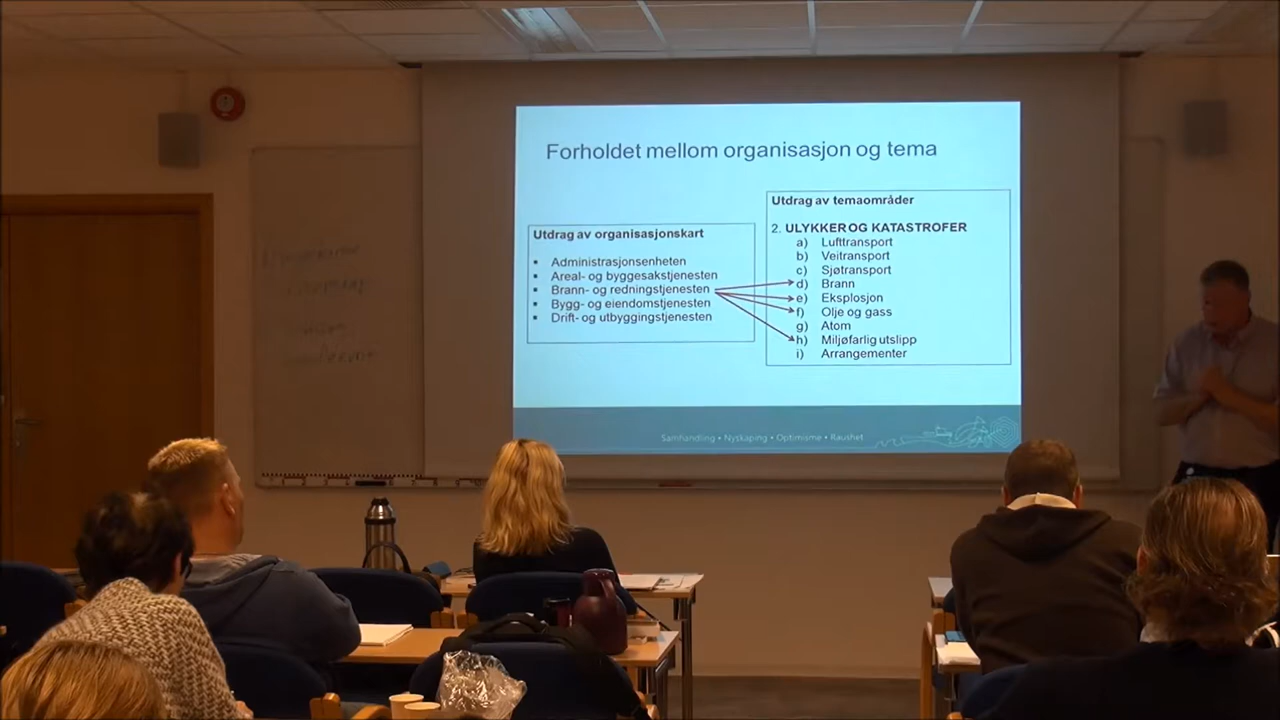 Forholdet mellom organisasjon og tema
Utdrag av organisasjonskart
• Administrasjonsenheten
• Areal- og byggesakstjenesten
• Brann- og redningstjenesten
• Bygg- og eiendomstjenesten
• Drift- og utbyggingstjenesten
Utdrag av temaområder
2. ULYKKER OG KATASTROFER
a) Lufttransport
b) Veitransport
c) Sjøtransport
d) Brann
e) Eksplosjon
f) Olje og gass
g) Atom
h) Miljøfarlig utslipp
i) Arrangementer
Samhandling • Nyskaping • Optimisme • Raushet